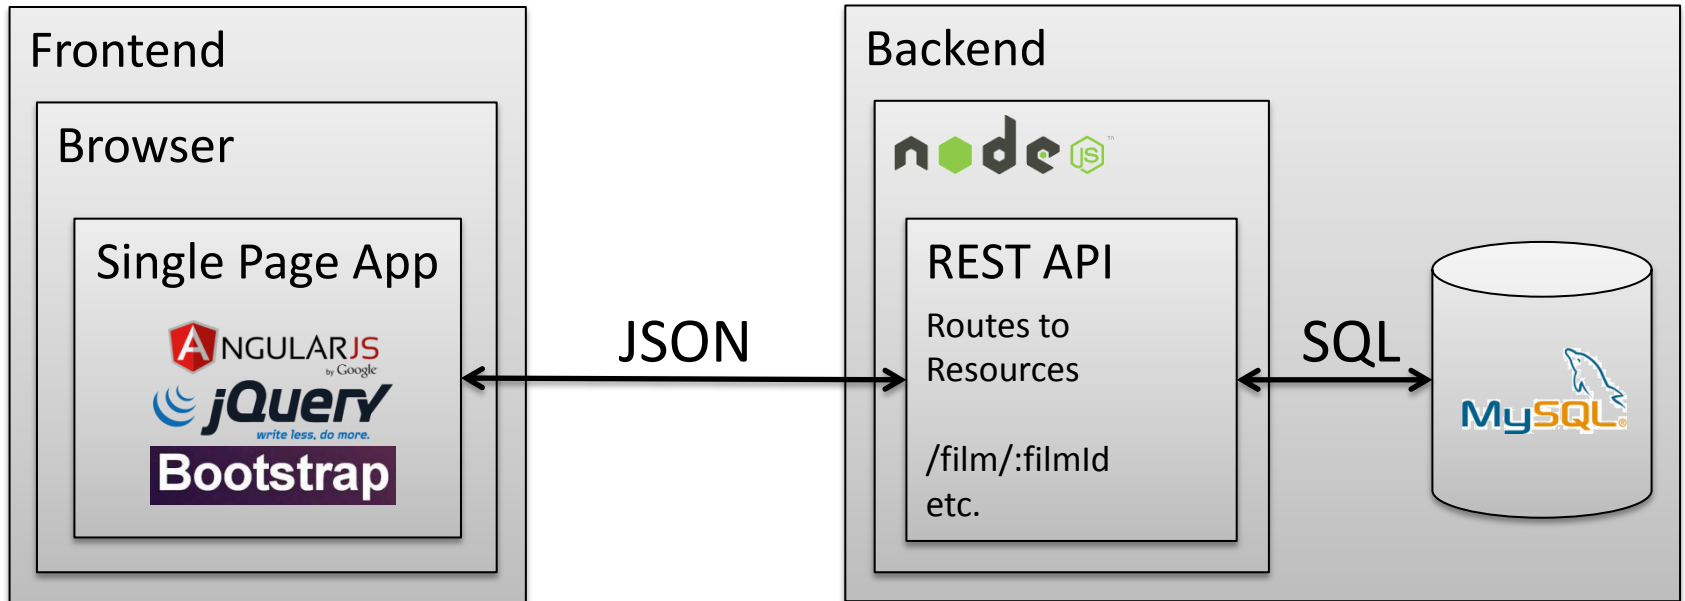 Frontend
Browser
Single Page App
ANGULARJS
by Google
jQuery
write less, do more.
Bootstrap
JSON
Backend
node JS™
REST API
Routes to
Resources
/film/:filmId
etc.
SQL
MySQL®